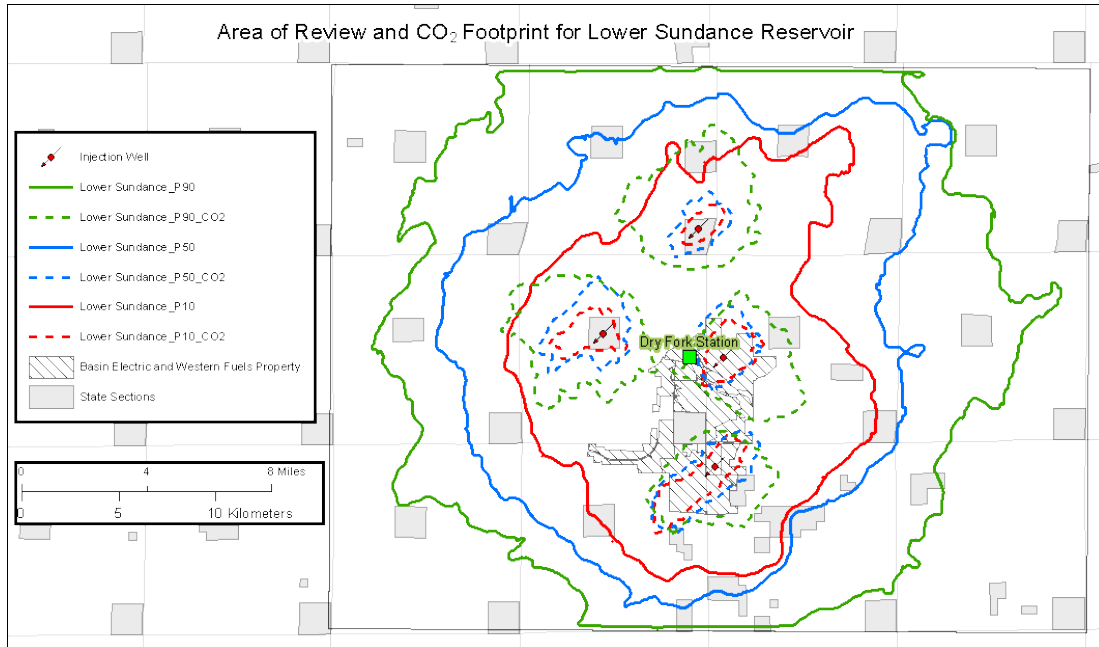 Area of Review and CO₂ Footprint for Lower Sundance Reservoir
Injection Well
Lower Sundance_P90
Lower Sundance_P90_CO2
Lower Sundance_P50
Lower Sundance_P50_CO2
Lower Sundance_P10
Lower Sundance_P10_CO2
Basin Electric and Western Fuels Property
State Sections
0 4 8 Miles
0 5 10 Kilometers
Dry Fork Station